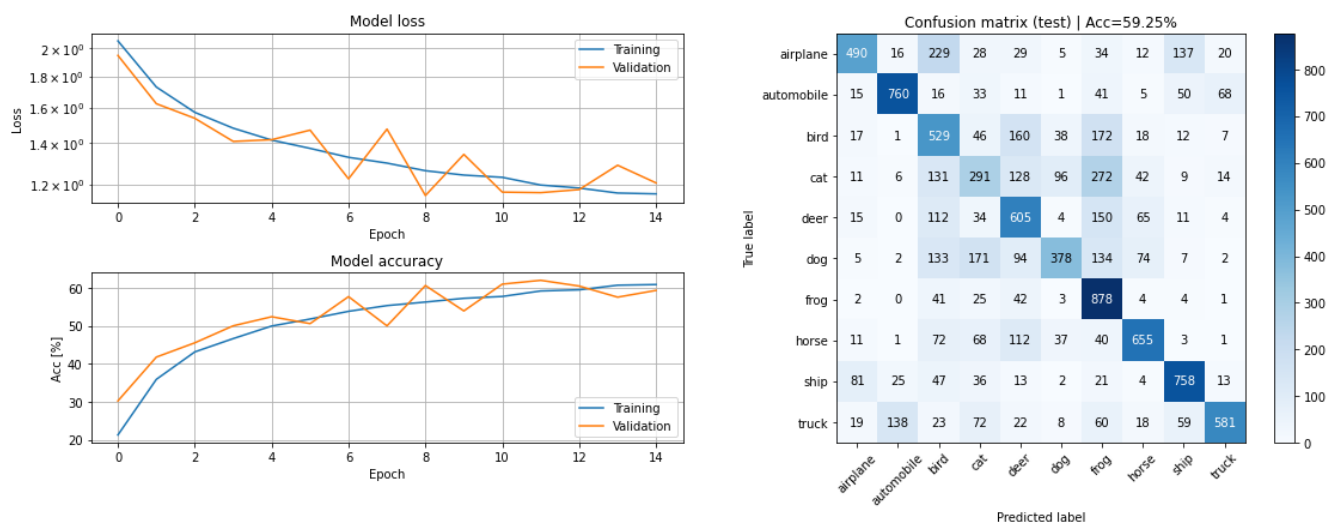 Model loss
2 × 10⁰
1.8 × 10⁰
1.6 × 10⁰
1.4 × 10⁰
1.2 × 10⁰
Loss
Training
Validation
0 2 4 6 8 10 12 14
Epoch
Model accuracy
60
50
40
30
20
Acc [%]
Training
Validation
0 2 4 6 8 10 12 14
Epoch
Confusion matrix (test) | Acc=59.25%
True label
airplane 490 16 229 28 29 5 34 12 137 20
automobile 15 760 16 33 11 1 41 5 50 68
bird 17 1 529 46 160 38 172 18 12 7
cat 11 6 131 291 128 96 272 42 9 14
deer 15 0 112 34 605 4 150 65 11 4
dog 5 2 133 171 94 378 134 74 7 2
frog 2 0 41 25 42 3 878 4 4 1
horse 11 1 72 68 112 37 40 655 3 1
ship 81 25 47 36 13 2 21 4 758 13
truck 19 138 23 72 22 8 60 18 59 581
airplane automobile bird cat deer dog frog horse ship truck
Predicted label
800
700
600
500
400
300
200
100
0